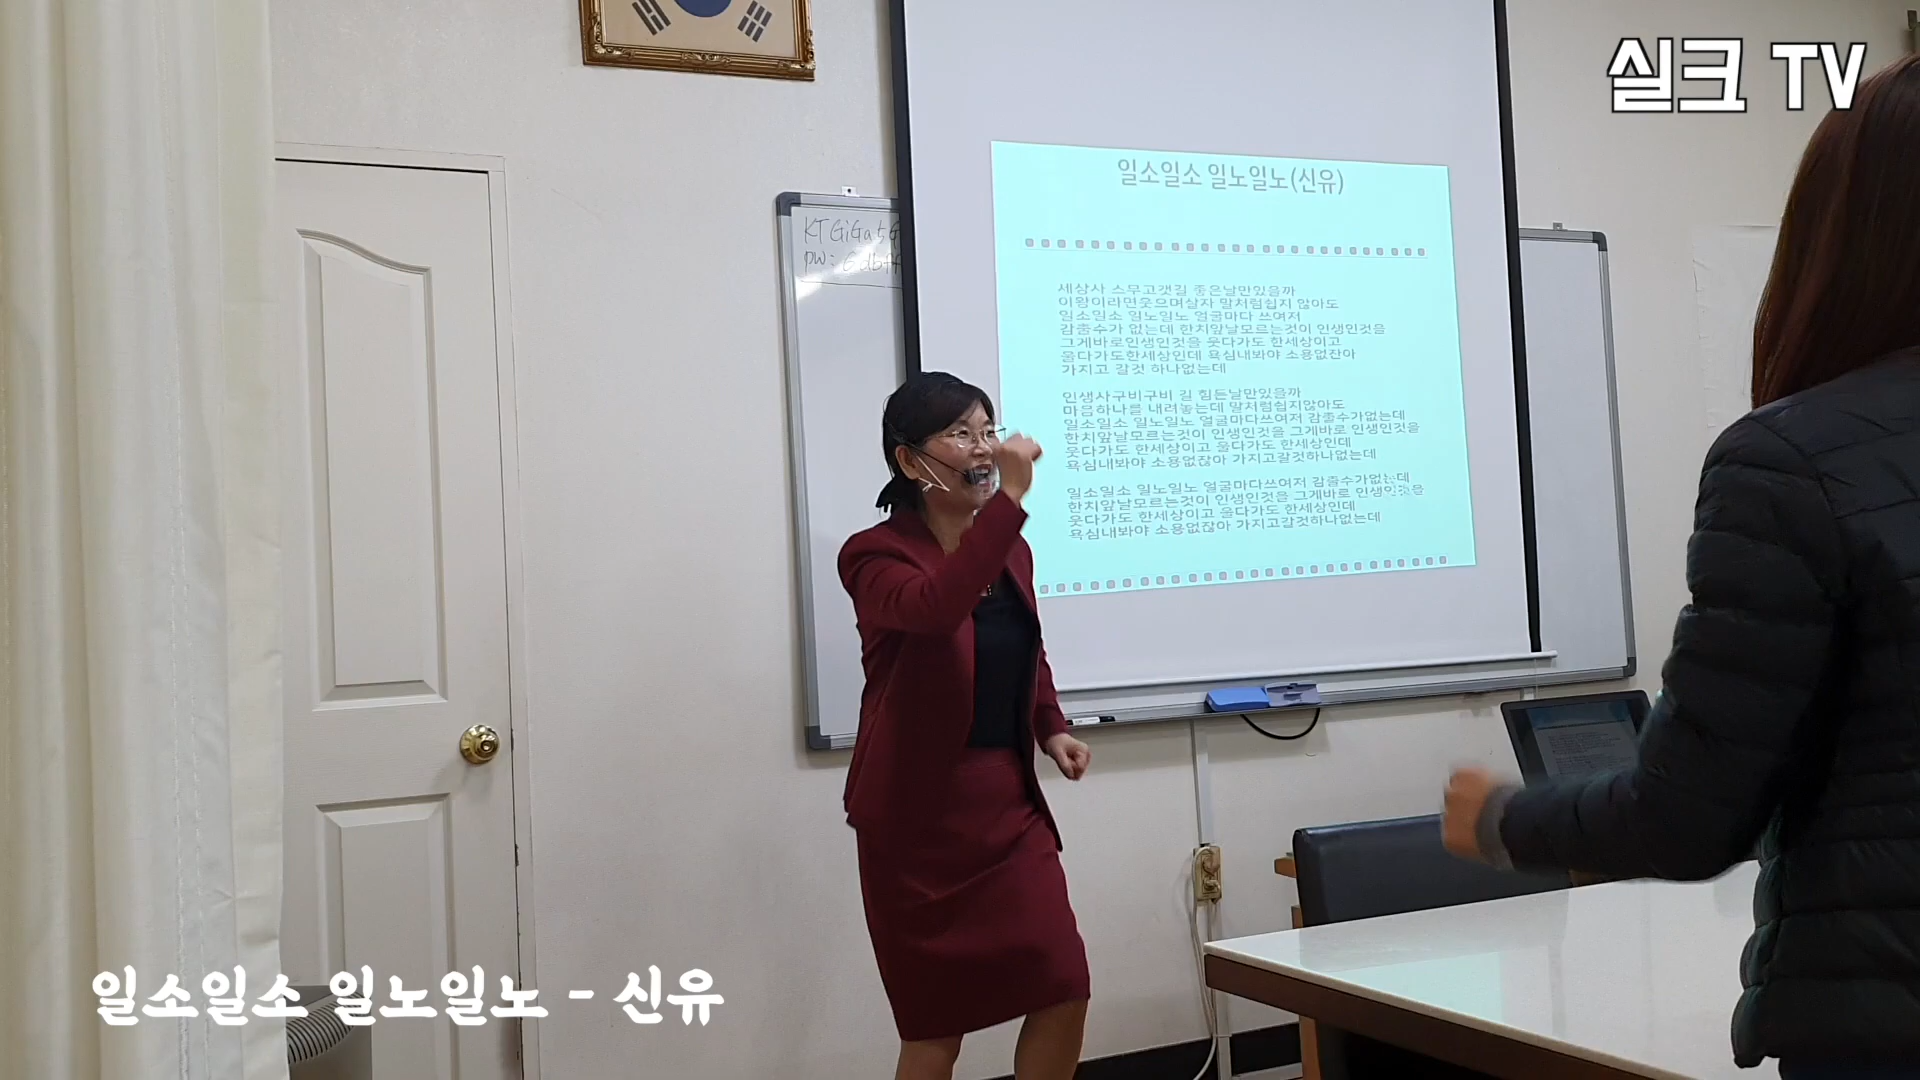 실크 TV
KT GiGa 5G
pw:
일소일소 일노일노(신유)
세상사 스무고갯길 좋은날만있을까
이왕이라면웃으며살자 말처럼쉽지 않아도
일소일소 일노일노 얼굴마다 쓰여저
감출수가 없는데 한치앞날모르는것이 인생인것을
그게바로인생인것을 웃다가도 한세상이고
울다가도한세상인데 욕심내봐야 소용없잔아
가지고 갈것 하나없는데
인생사구비구비 길 힘든날만있을까
마음하나를 내려놓는데 말처럼쉽지않아도
일소일소 일노일노 얼굴마다쓰여저 감출수가없는데
한치앞날모르는것이 인생인것을 그게바로 인생인것을
웃다가도 한세상이고 울다가도 한세상인데
욕심내봐야 소용없잖아 가지고갈것하나없는데
일소일소 일노일노 얼굴마다쓰여저 감출수가없는데
한치앞날모르는것이 인생인것을 그게바로 인생인것을
웃다가도 한세상이고 울다가도 한세상인데
욕심내봐야 소용없잖아 가지고갈것하나없는데
일소일소 일노일노 - 신유